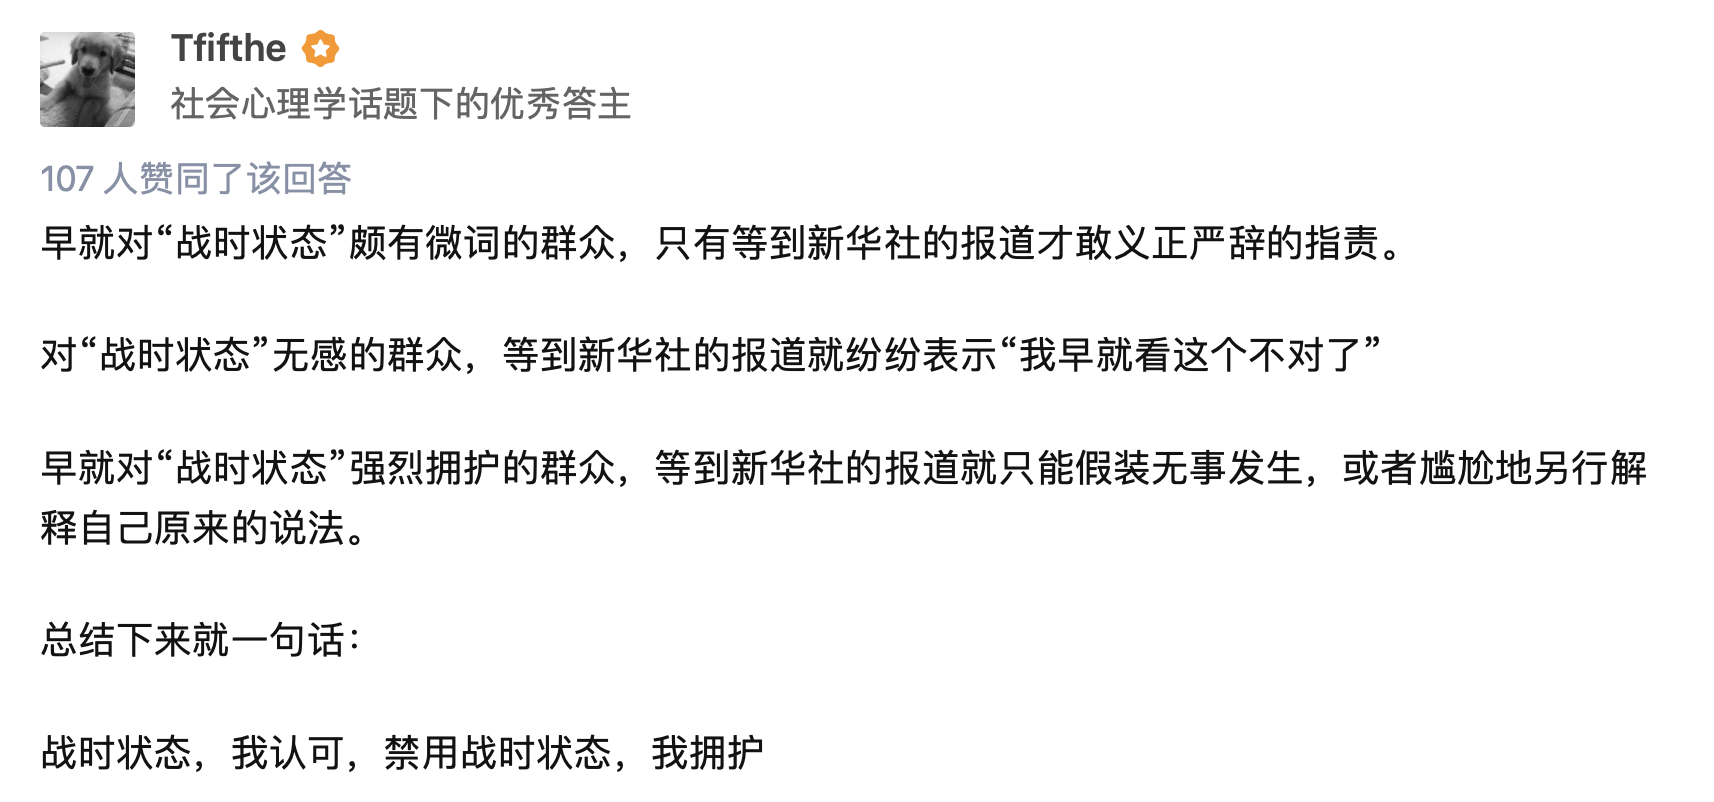 Tfifthe
社会心理学话题下的优秀答主
107 人赞同了该回答
早就对“战时状态”颇有微词的群众，只有等到新华社的报道才敢义正严辞的指责。
对“战时状态”无感的群众，等到新华社的报道就纷纷表示“我早就看这个不对了”
早就对“战时状态”强烈拥护的群众，等到新华社的报道就只能假装无事发生，或者尴尬地另行解
释自己原来的说法。
总结下来就一句话：
战时状态，我认可，禁用战时状态，我拥护